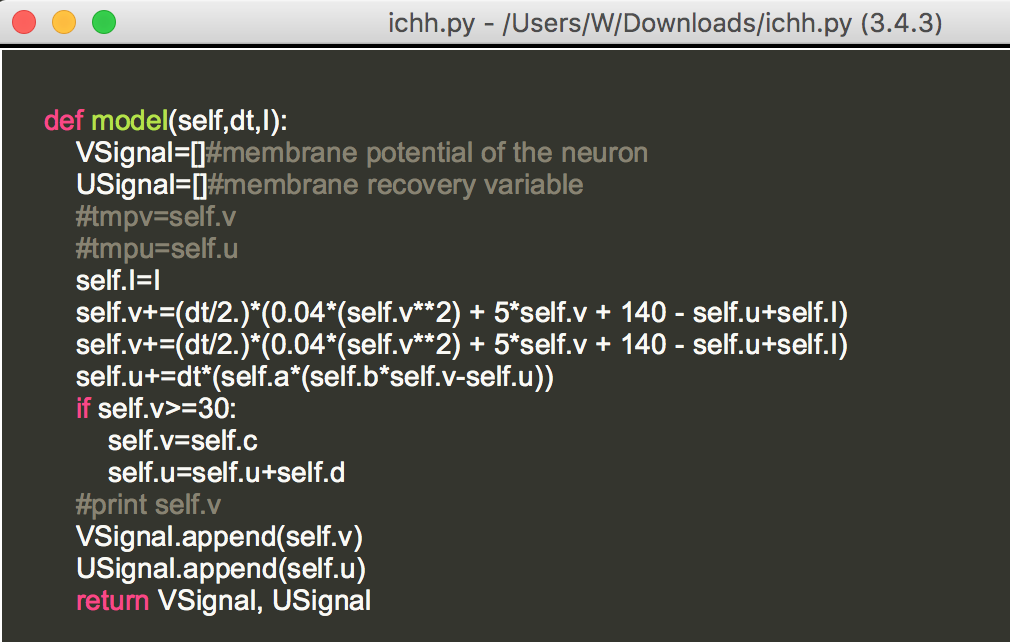 ichh.py - /Users/W/Downloads/ichh.py (3.4.3)
def model(self,dt,I):
VSignal=[]#membrane potential of the neuron
USignal=[]#membrane recovery variable
#tmpv=self.v
#tmpu=self.u
self.I=I
self.v+=(dt/2.)*(0.04*(self.v**2) + 5*self.v + 140 - self.u+self.I)
self.v+=(dt/2.)*(0.04*(self.v**2) + 5*self.v + 140 - self.u+self.I)
self.u+=dt*(self.a*(self.b*self.v-self.u))
if self.v>=30:
self.v=self.c
self.u=self.u+self.d
#print self.v
VSignal.append(self.v)
USignal.append(self.u)
return VSignal, USignal